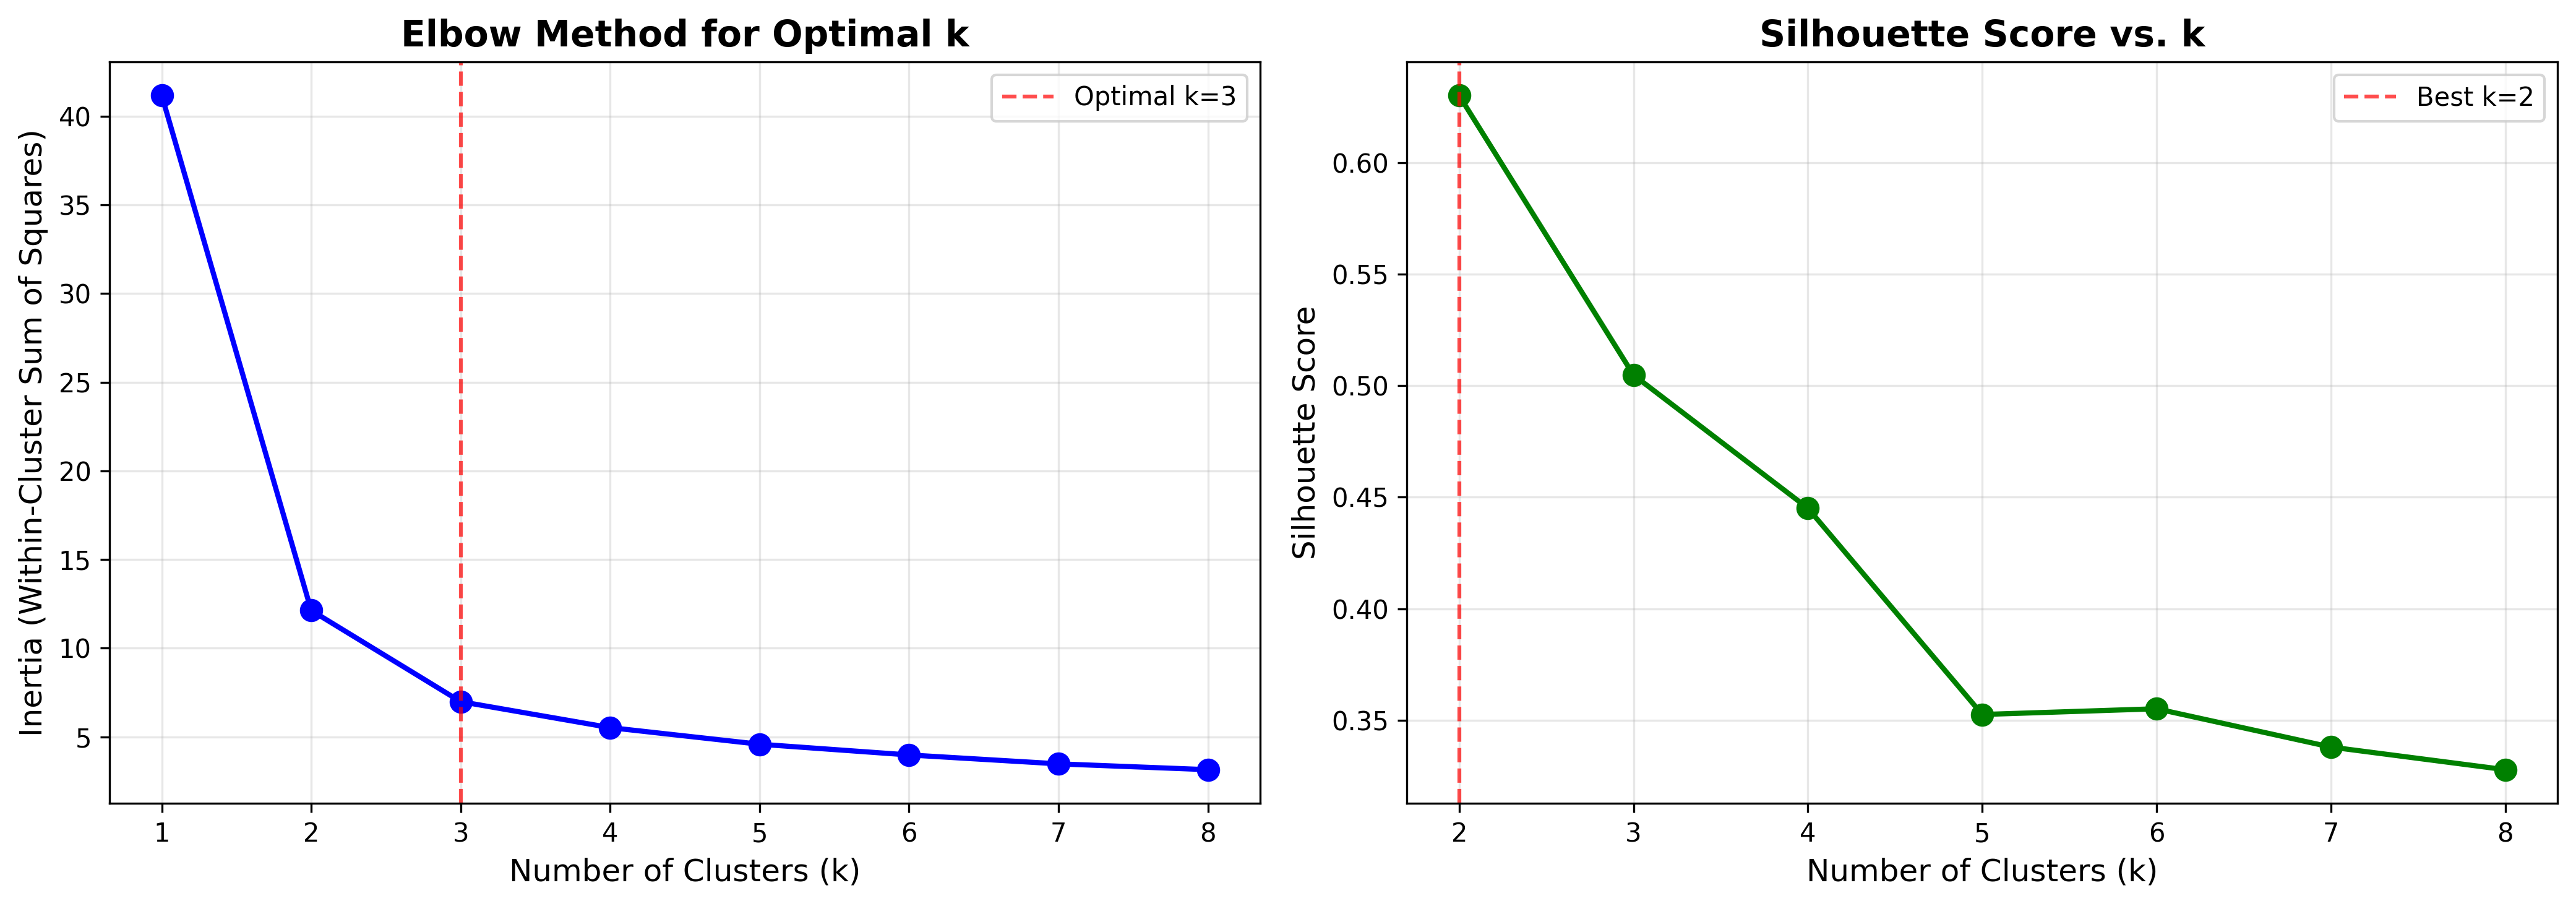 Elbow Method for Optimal k
Optimal k=3
Inertia (Within-Cluster Sum of Squares)
40
35
30
25
20
15
10
5
1 2 3 4 5 6 7 8
Number of Clusters (k)
Silhouette Score vs. k
Best k=2
Silhouette Score
0.60
0.55
0.50
0.45
0.40
0.35
2 3 4 5 6 7 8
Number of Clusters (k)